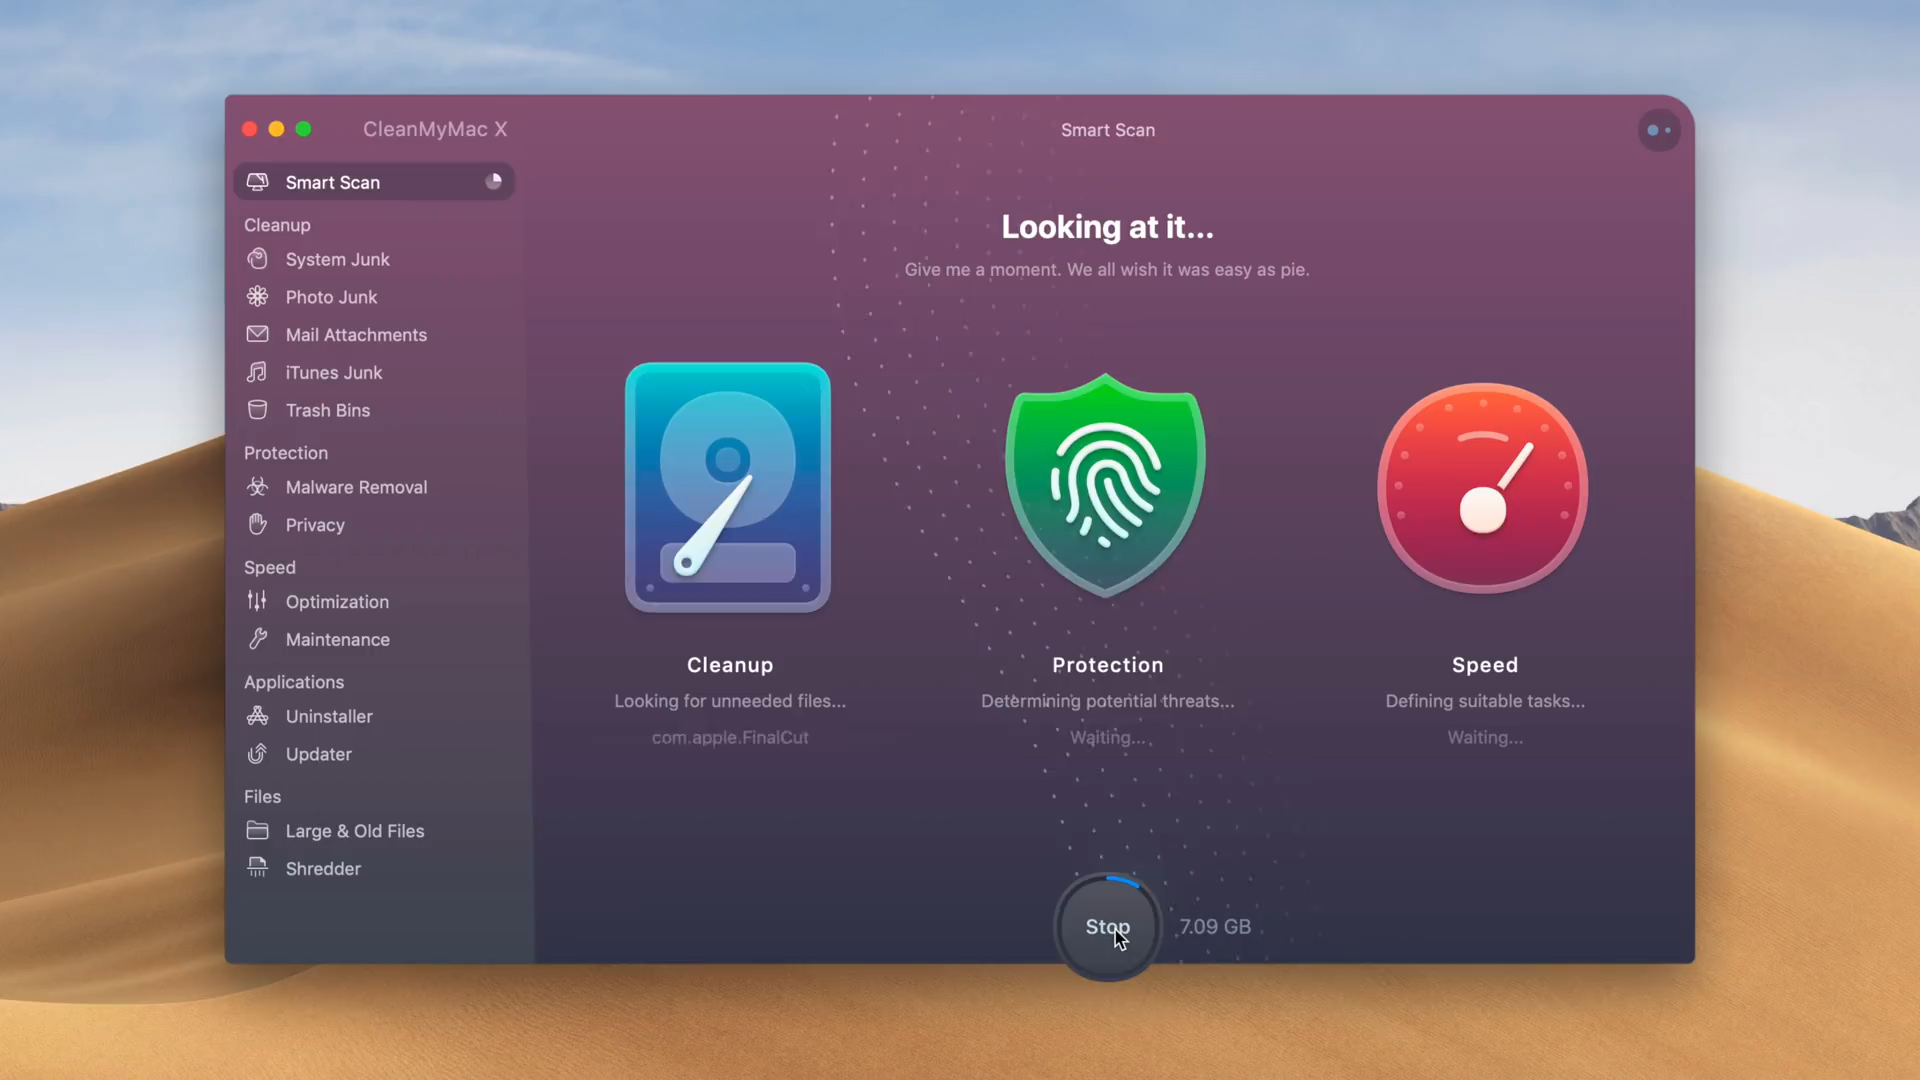 CleanMyMac X
Smart Scan
Smart Scan
Cleanup
System Junk
Photo Junk
Mail Attachments
iTunes Junk
Trash Bins
Protection
Malware Removal
Privacy
Speed
Optimization
Maintenance
Applications
Uninstaller
Updater
Files
Large & Old Files
Shredder
Looking at it...
Give me a moment. We all wish it was easy as pie.
Cleanup
Looking for unneeded files...
com.apple.FinalCut
Protection
Determining potential threats...
Waiting...
Speed
Defining suitable tasks...
Waiting...
Stop
7.09 GB